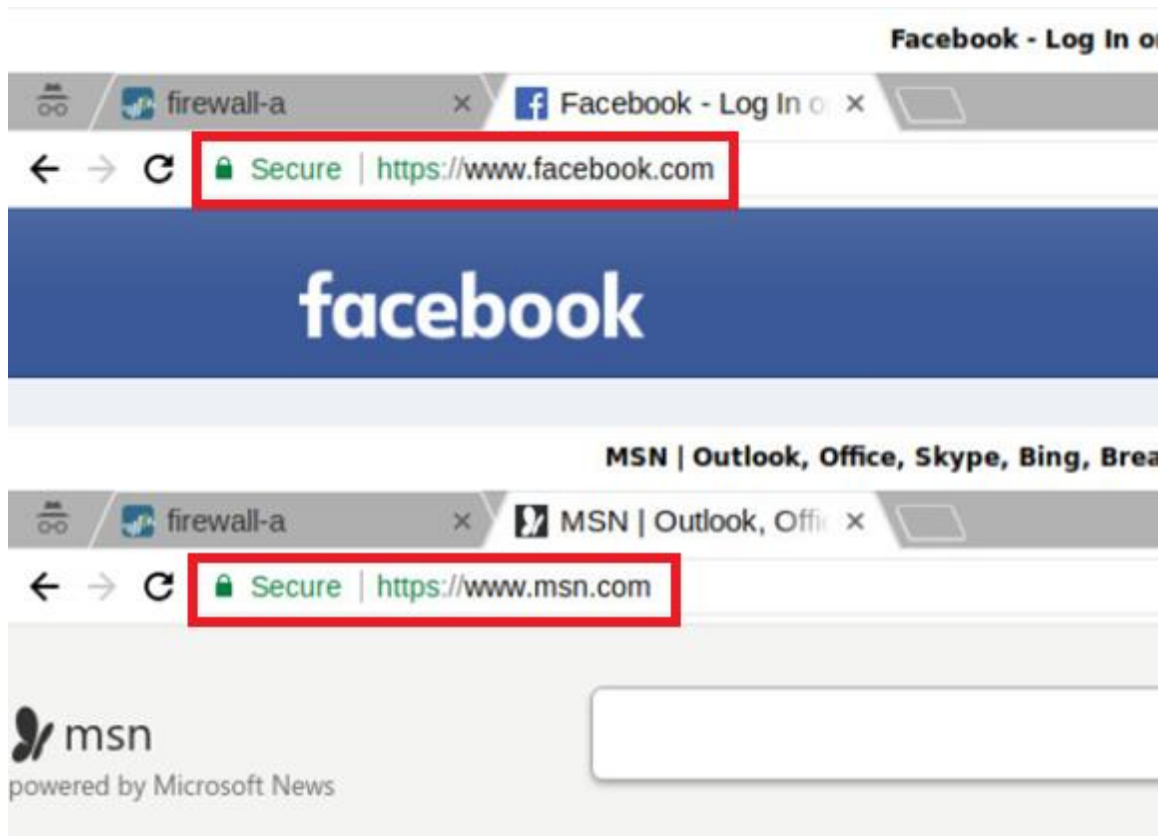 Facebook - Log In o
firewall-a × Facebook - Log In o ×
Secure | https://www.facebook.com
facebook
MSN | Outlook, Office, Skype, Bing, Brea
firewall-a × MSN | Outlook, Offi ×
Secure | https://www.msn.com
msn
powered by Microsoft News